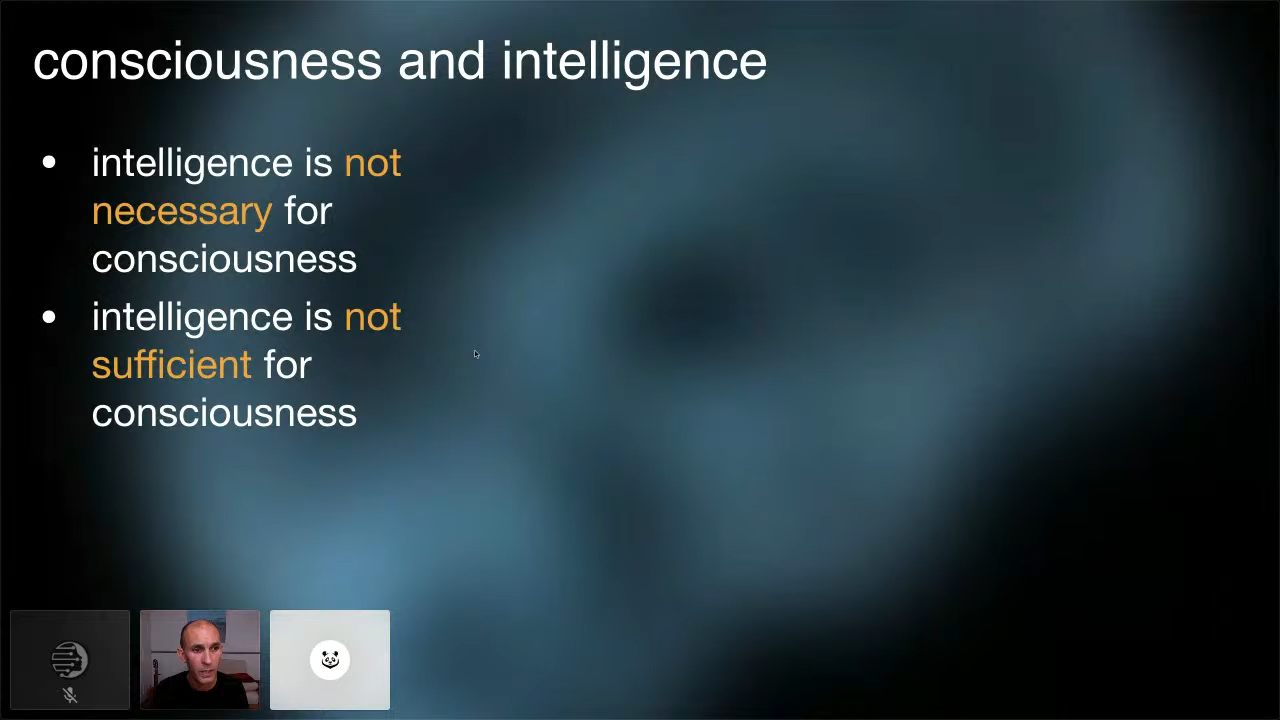 consciousness and intelligence
• intelligence is not
necessary for
consciousness
• intelligence is not
sufficient for
consciousness